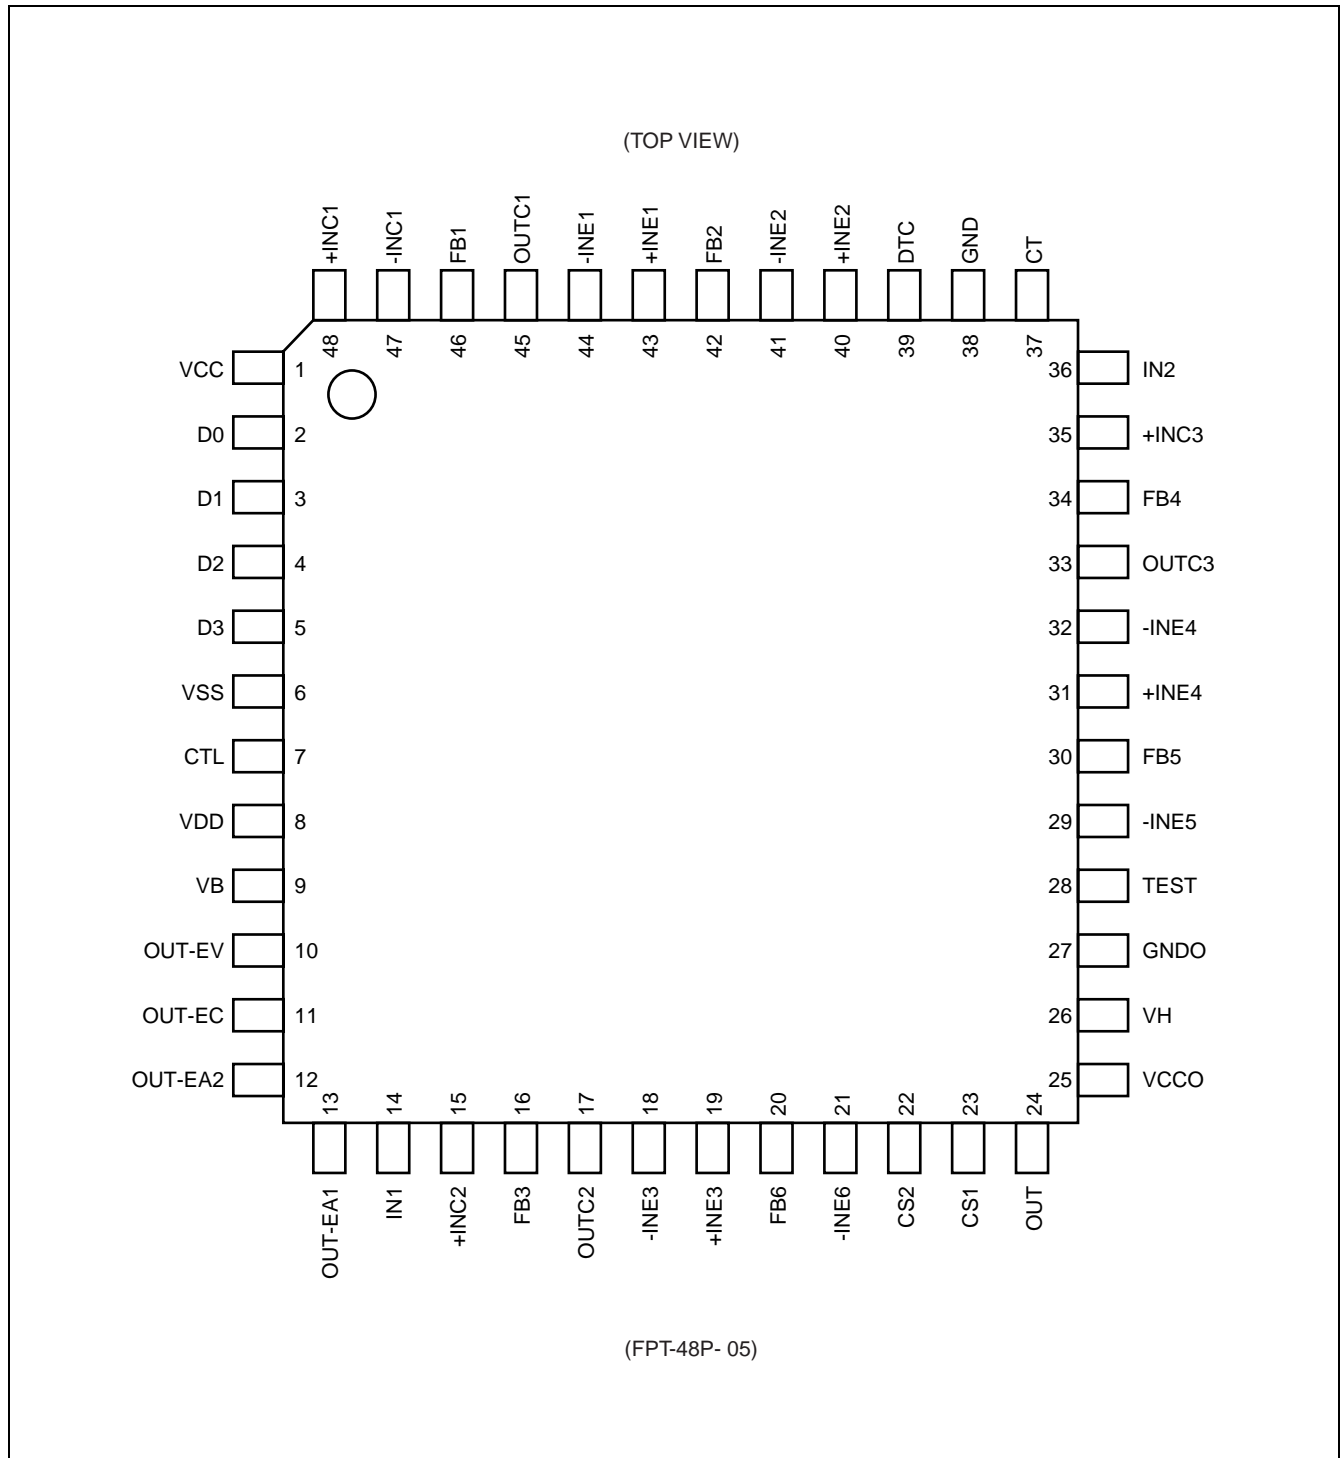 (TOP VIEW)
+INC1
-INC1
FB1
OUTC1
-INE1
+INE1
FB2
-INE2
+INE2
DTC
GND
CT
48
47
46
45
44
43
42
41
40
39
38
37
VCC 1
D0 2
D1 3
D2 4
D3 5
VSS 6
CTL 7
VDD 8
VB 9
OUT-EV 10
OUT-EC 11
OUT-EA2 12
36 IN2
35 +INC3
34 FB4
33 OUTC3
32 -INE4
31 +INE4
30 FB5
29 -INE5
28 TEST
27 GNDO
26 VH
25 VCCO
13
14
15
16
17
18
19
20
21
22
23
24
OUT-EA1
IN1
+INC2
FB3
OUTC2
-INE3
+INE3
FB6
-INE6
CS2
CS1
OUT
(FPT-48P- 05)